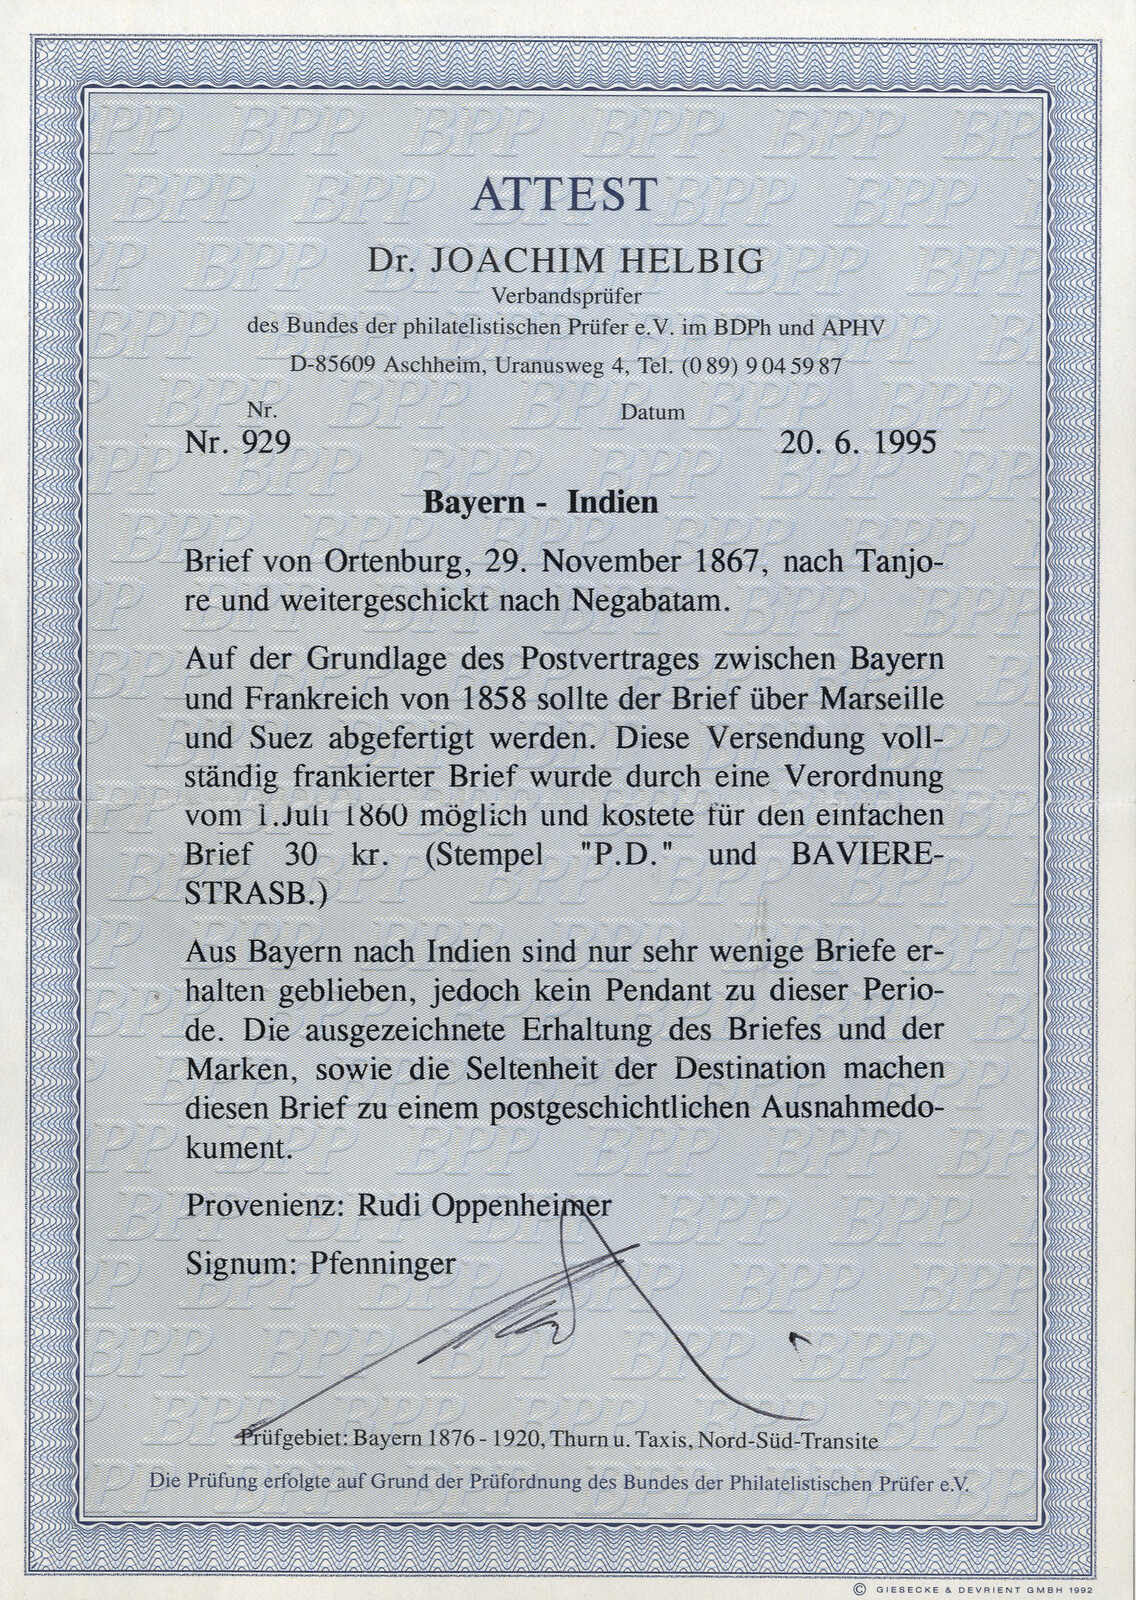 ATTEST
Dr. JOACHIM HELBIG
Verbandsprüfer
des Bundes der philatelistischen Prüfer e.V. im BDPh und APHV
D-85609 Aschheim, Uranusweg 4, Tel. (0 89) 9 04 59 87
Nr. Datum
Nr. 929 20. 6. 1995
Bayern - Indien
Brief von Ortenburg, 29. November 1867, nach Tanjo-
re und weitergeschickt nach Negabatam.
Auf der Grundlage des Postvertrages zwischen Bayern
und Frankreich von 1858 sollte der Brief über Marseille
und Suez abgefertigt werden. Diese Versendung voll-
ständig frankierter Brief wurde durch eine Verordnung
vom 1.Juli 1860 möglich und kostete für den einfachen
Brief 30 kr. (Stempel "P.D." und BAVIERE-
STRASB.)
Aus Bayern nach Indien sind nur sehr wenige Briefe er-
halten geblieben, jedoch kein Pendant zu dieser Perio-
de. Die ausgezeichnete Erhaltung des Briefes und der
Marken, sowie die Seltenheit der Destination machen
diesen Brief zu einem postgeschichtlichen Ausnahmedo-
kument.
Provenienz: Rudi Oppenheimer
Signum: Pfenninger
Prüfgebiet: Bayern 1876 - 1920, Thurn u. Taxis, Nord-Süd-Transite
Die Prüfung erfolgte auf Grund der Prüfordnung des Bundes der Philatelistischen Prüfer e.V.
© GIESECKE & DEVRIENT GMBH 1992